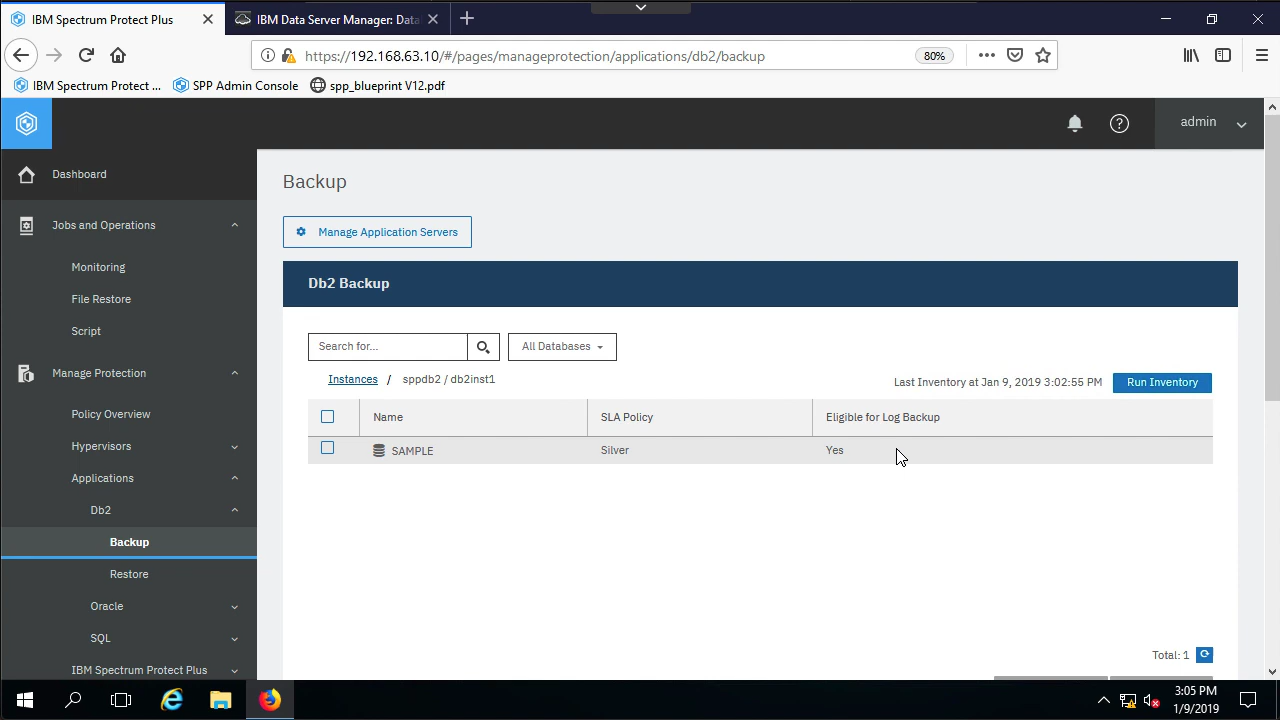 IBM Spectrum Protect Plus
IBM Data Server Manager: Data
https://192.168.63.10/#/pages/manageprotection/applications/db2/backup
80%
IBM Spectrum Protect ...
SPP Admin Console
spp_blueprint V12.pdf
admin
Dashboard
Jobs and Operations
Monitoring
File Restore
Script
Manage Protection
Policy Overview
Hypervisors
Applications
Db2
Backup
Restore
Oracle
SQL
IBM Spectrum Protect Plus
Backup
Manage Application Servers
Db2 Backup
Search for...
All Databases
Instances / sppdb2 / db2inst1
Last Inventory at Jan 9, 2019 3:02:55 PM
Run Inventory
Name
SLA Policy
Eligible for Log Backup
SAMPLE
Silver
Yes
Total: 1
3:05 PM
1/9/2019